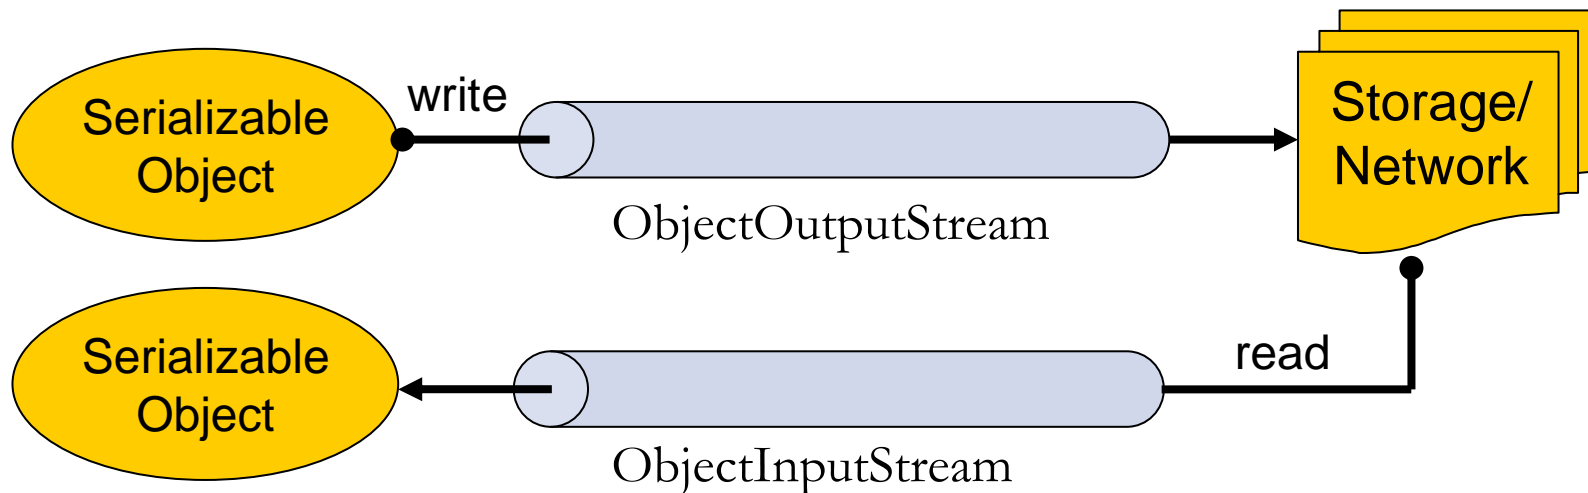 Serializable
Object
write
ObjectOutputStream
Storage/
Network
Serializable
Object
read
ObjectInputStream